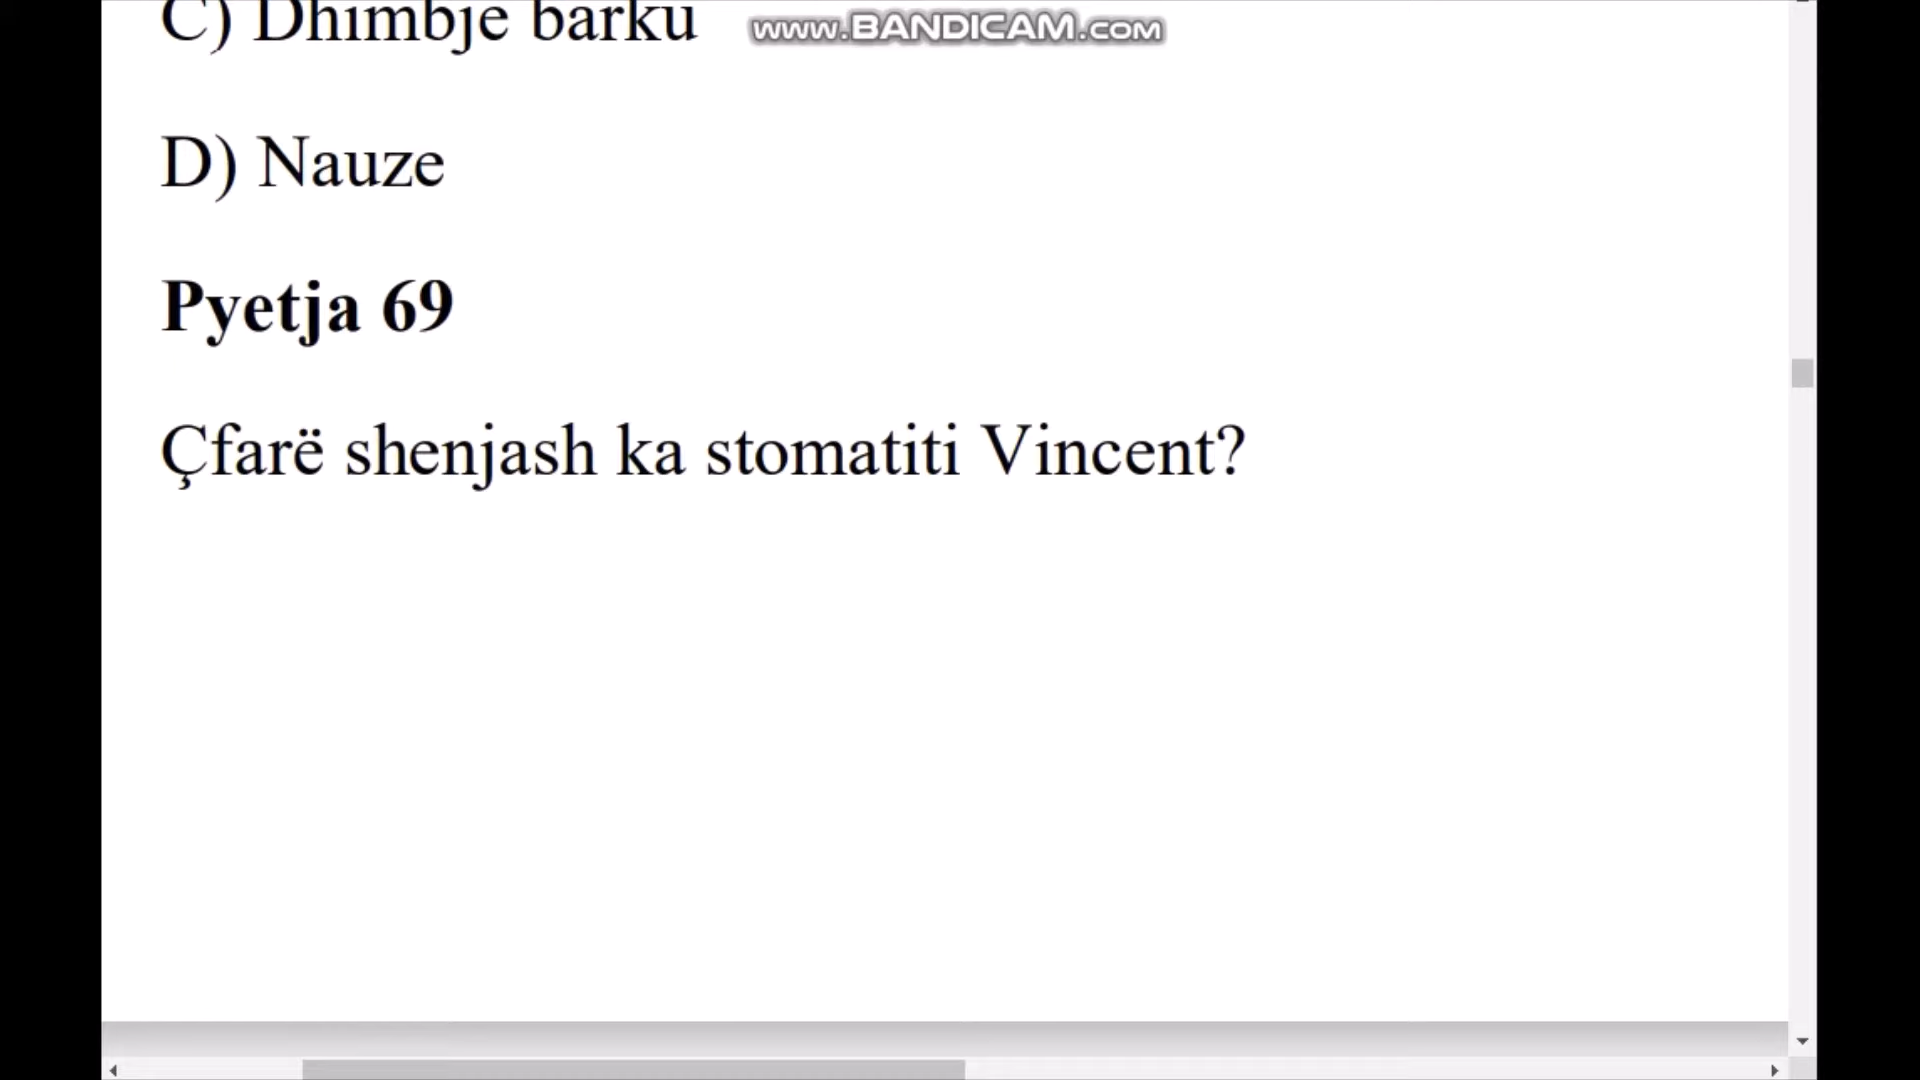 C) Dhimbje barku
www.BANDICAM.com
D) Nauze
Pyetja 69
Çfarë shenjash ka stomatiti Vincent?